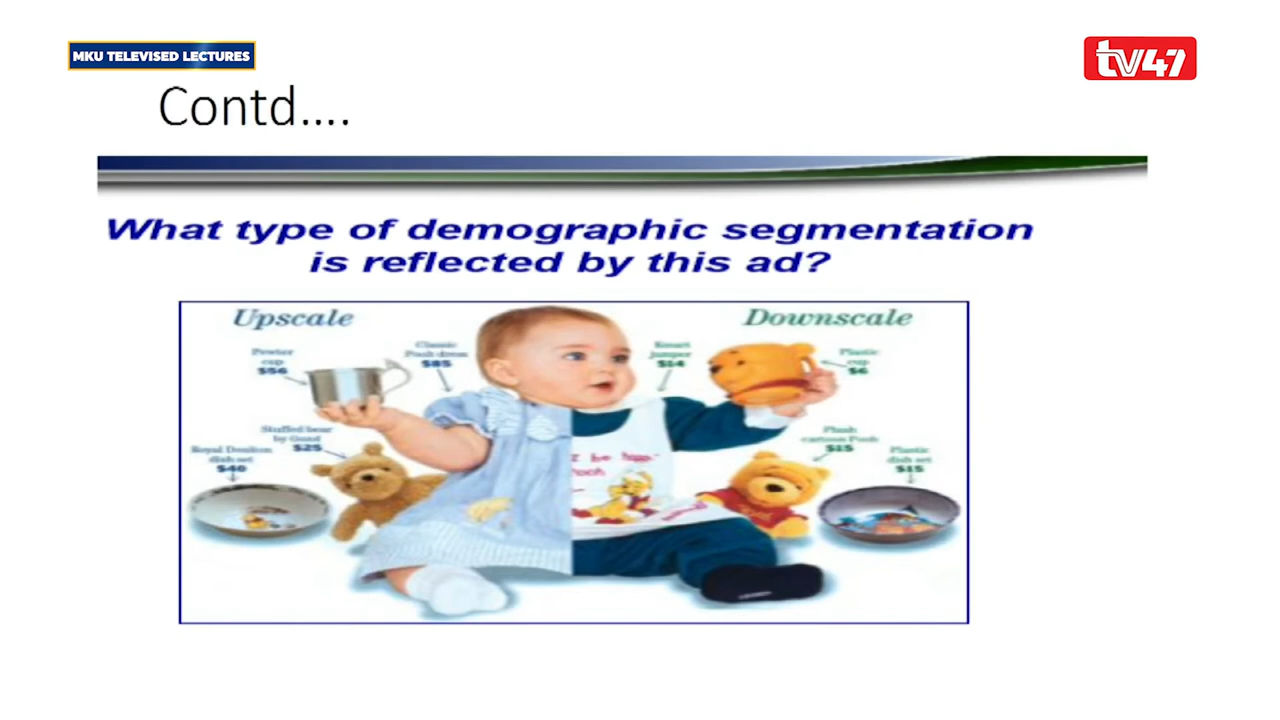 MKU TELEVISED LECTURES
tv47
Contd....
What type of demographic segmentation
is reflected by this ad?
Upscale
Downscale
Pewter
cup
$56
Classic
Pooh dress
$85
Smart
jumper
$14
Plastic
cup
$6
Stuffed bear
by Gund
$25
Royal Doulton
dish set
$40
Plush
cartoon Pooh
$15
Plastic
dish set
$15